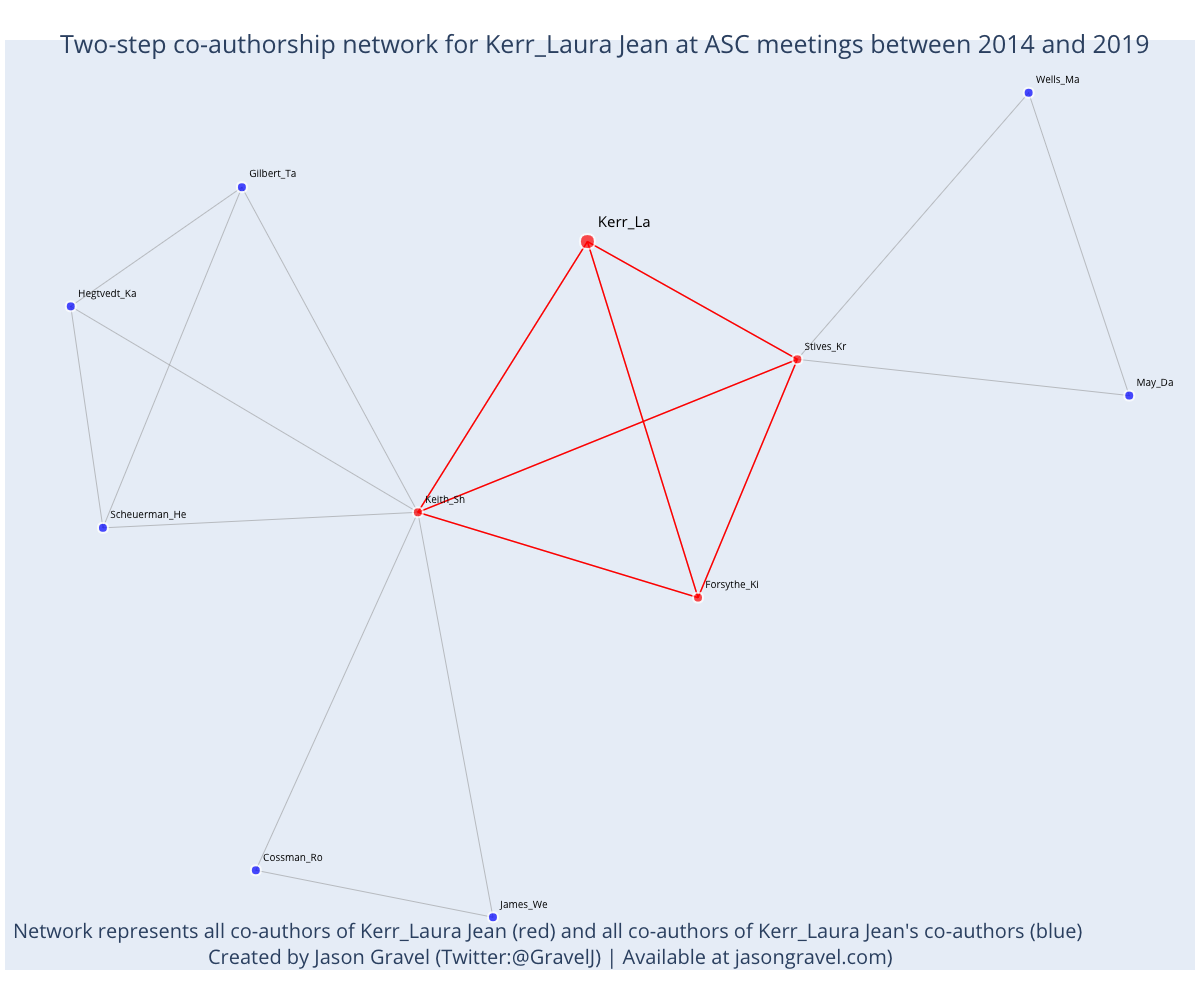 Two-step co-authorship network for Kerr_Laura Jean at ASC meetings between 2014 and 2019
Wells_Ma
Gilbert_Ta
Kerr_La
Hegtvedt_Ka
Stives_Kr
May_Da
Keith_Sh
Scheuerman_He
Forsythe_Ki
Cossman_Ro
James_We
Network represents all co-authors of Kerr_Laura Jean (red) and all co-authors of Kerr_Laura Jean's co-authors (blue)
Created by Jason Gravel (Twitter:@GravelJ) | Available at jasongravel.com)